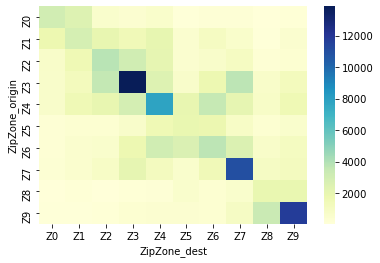 ZipZone_origin
Z0
Z1
Z2
Z3
Z4
Z5
Z6
Z7
Z8
Z9
Z0 Z1 Z2 Z3 Z4 Z5 Z6 Z7 Z8 Z9
ZipZone_dest
12000
10000
8000
6000
4000
2000